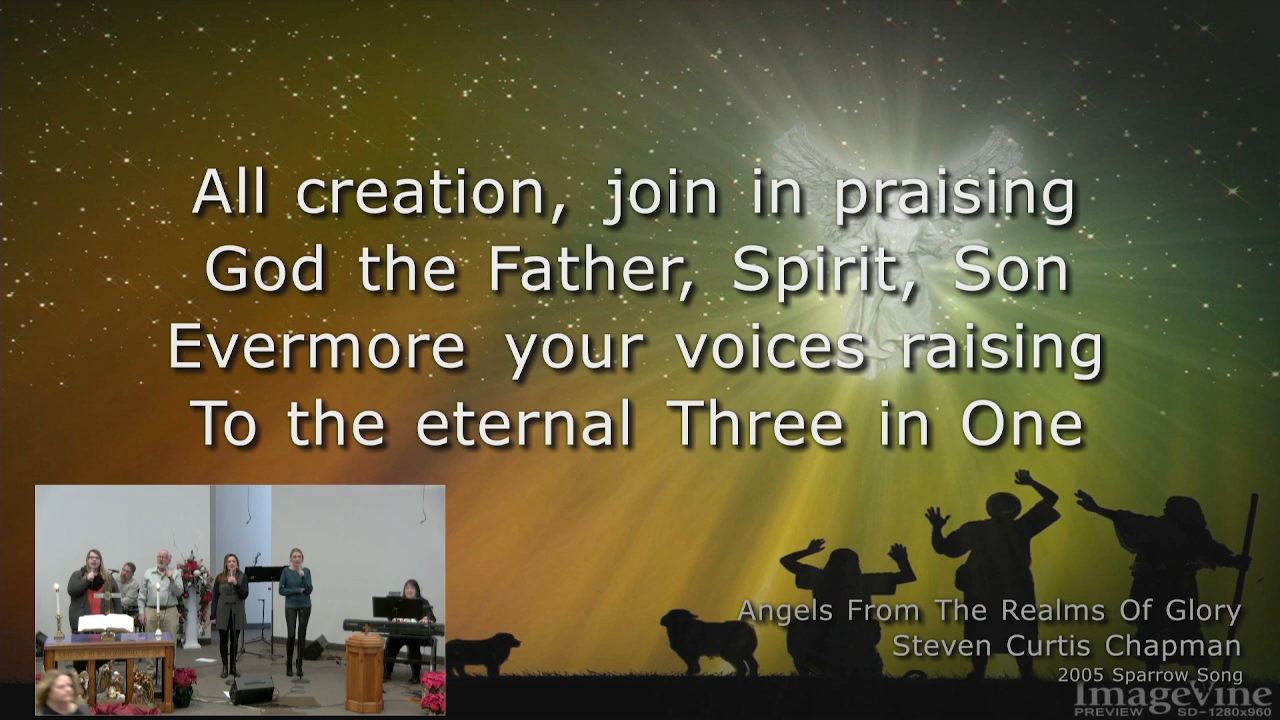 All creation, join in praising
God the Father, Spirit, Son
Evermore your voices raising
To the eternal Three in One
Angels From The Realms Of Glory
Steven Curtis Chapman
2005 Sparrow Song
ImageVine
PREVIEW SD-1280x960